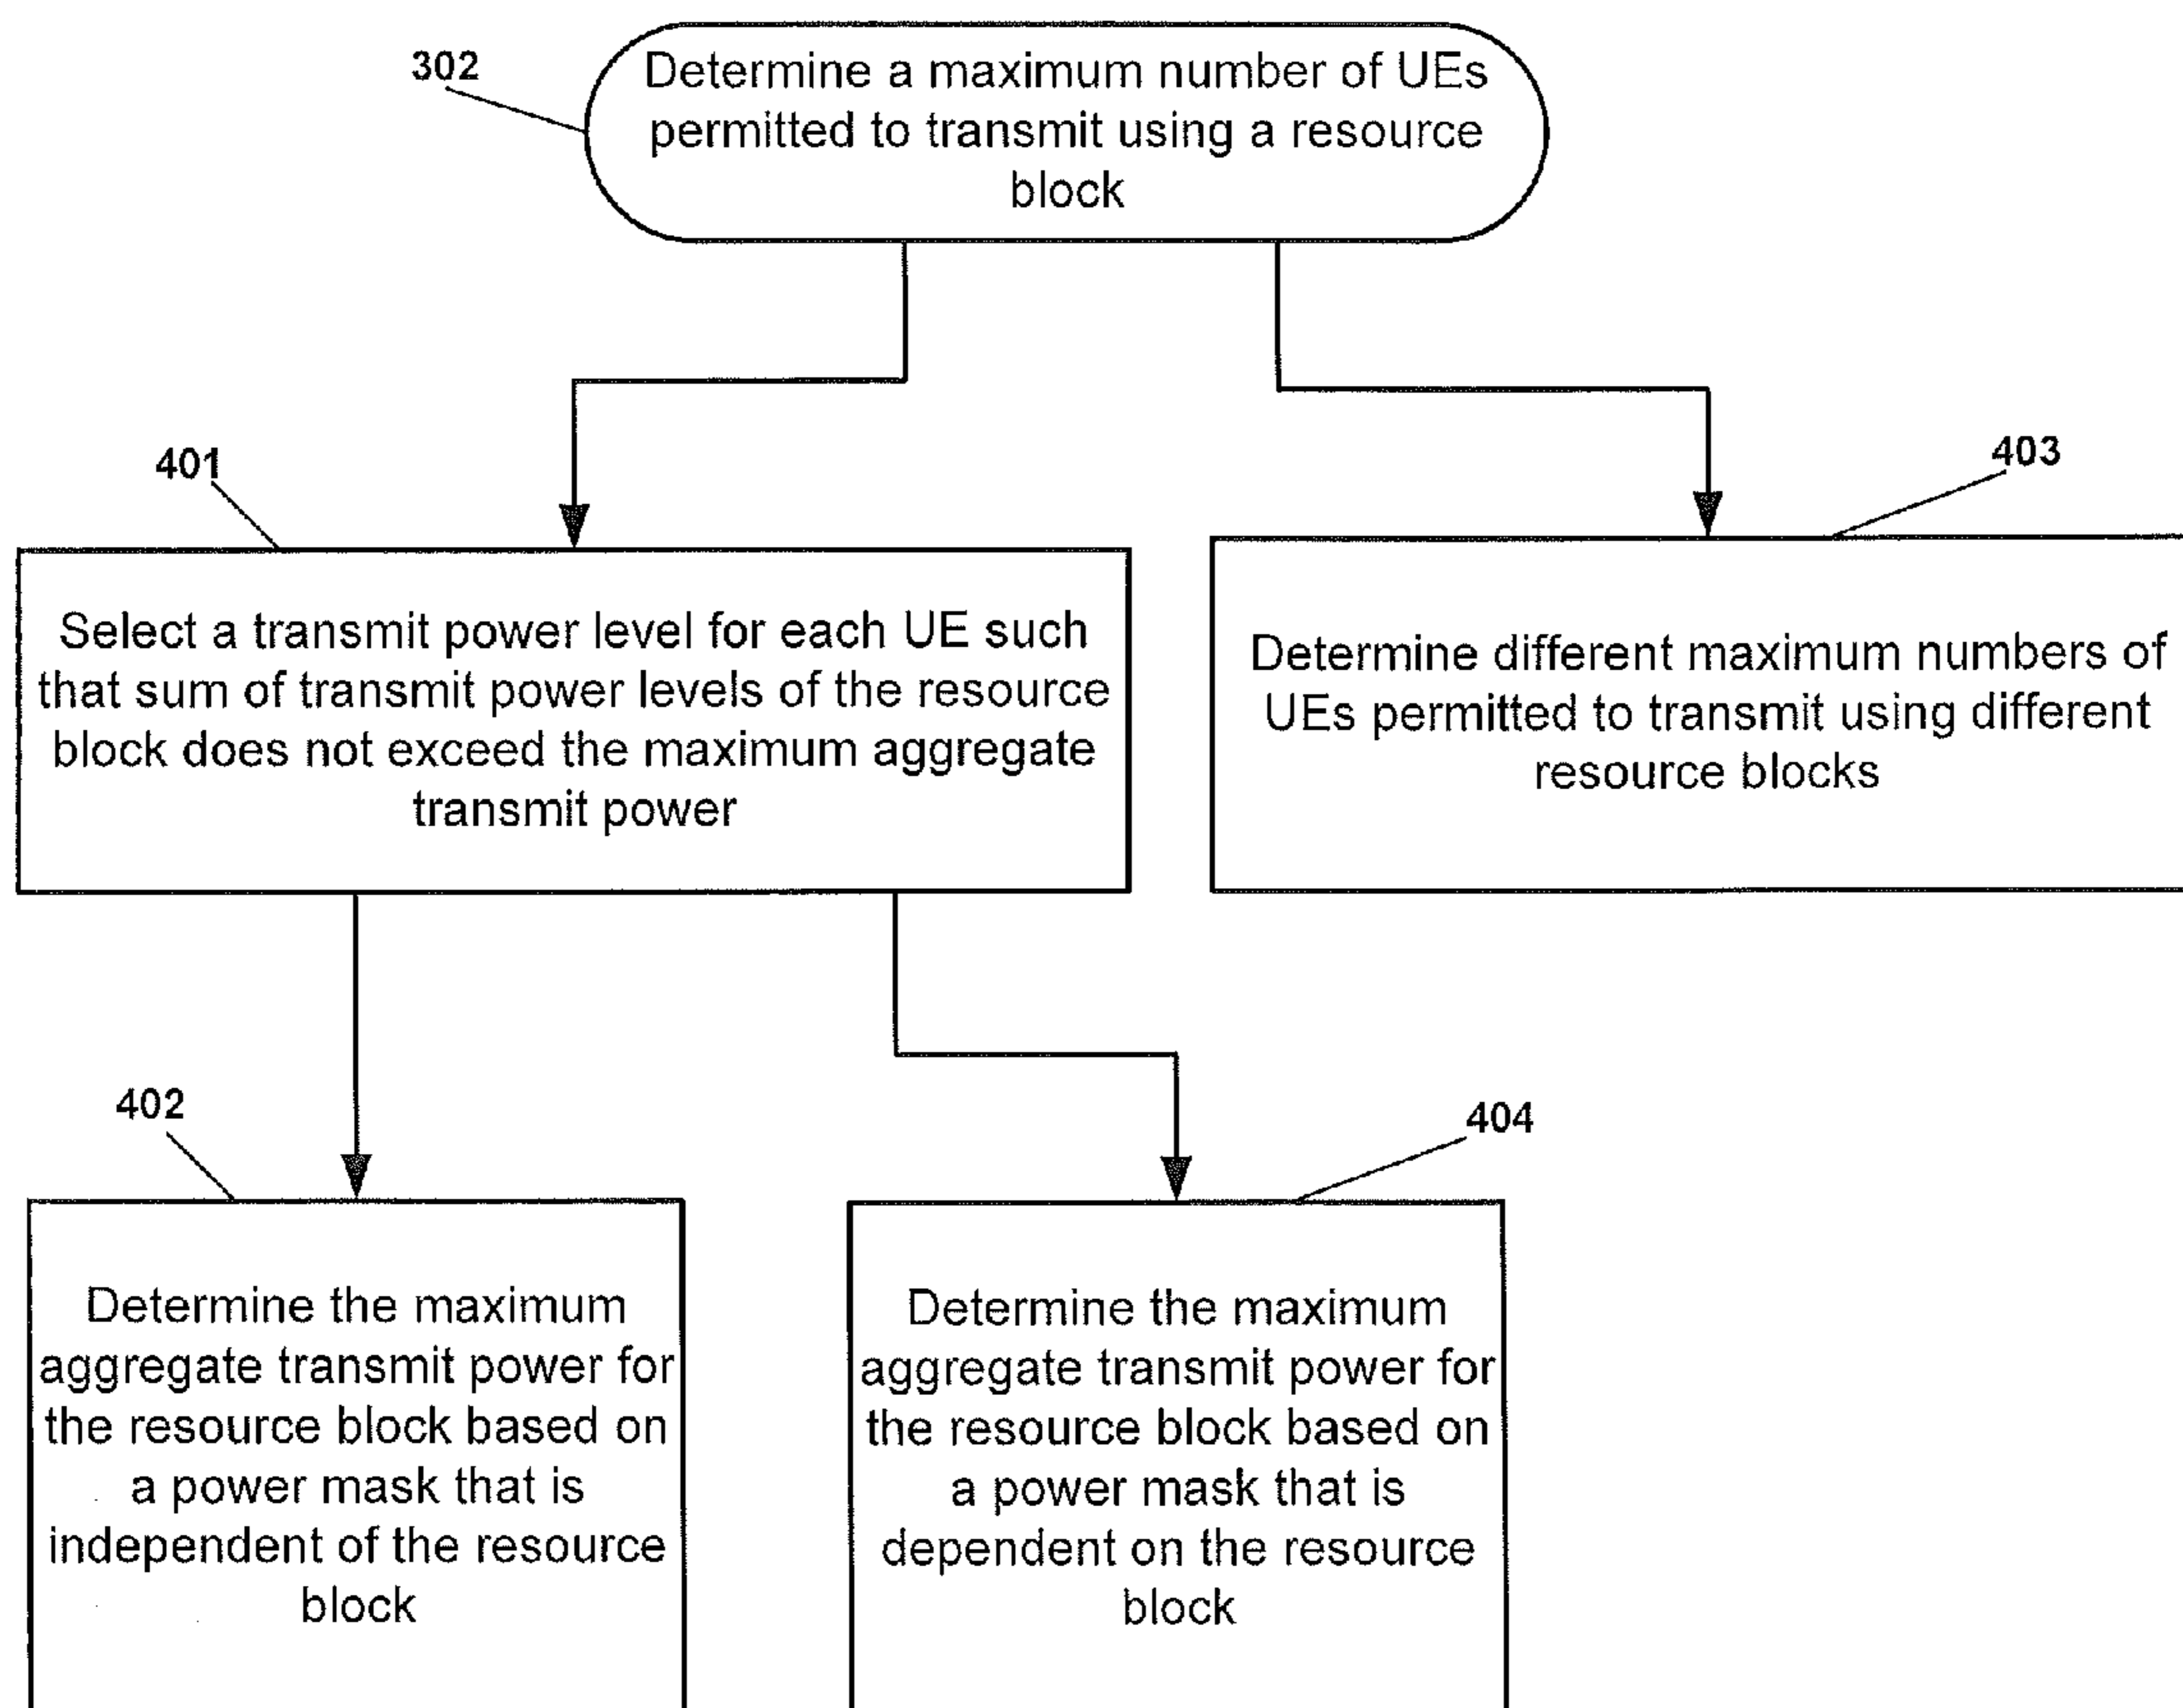 302
Determine a maximum number of UEs
permitted to transmit using a resource
block
401
Select a transmit power level for each UE such
that sum of transmit power levels of the resource
block does not exceed the maximum aggregate
transmit power
403
Determine different maximum numbers of
UEs permitted to transmit using different
resource blocks
402
Determine the maximum
aggregate transmit power for
the resource block based on
a power mask that is
independent of the resource
block
404
Determine the maximum
aggregate transmit power for
the resource block based on
a power mask that is
dependent on the resource
block